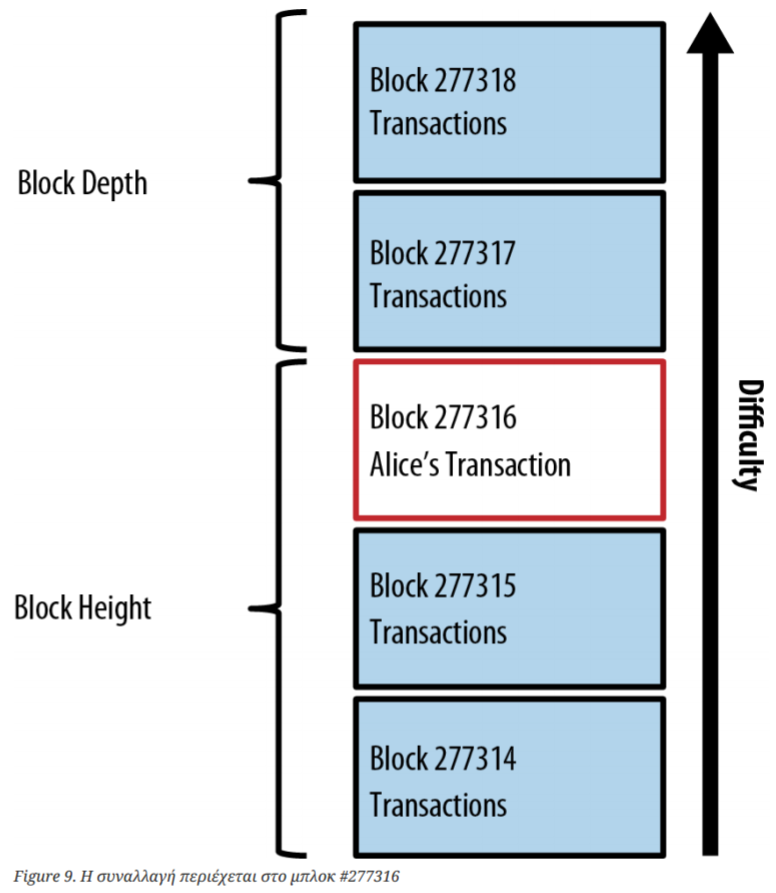 Block 277318
Transactions
Block Depth
Block 277317
Transactions
Block 277316
Alice's Transaction
Difficulty
Block 277315
Transactions
Block Height
Block 277314
Transactions
Figure 9. Η συναλλαγή περιέχεται στο μπλοκ #277316